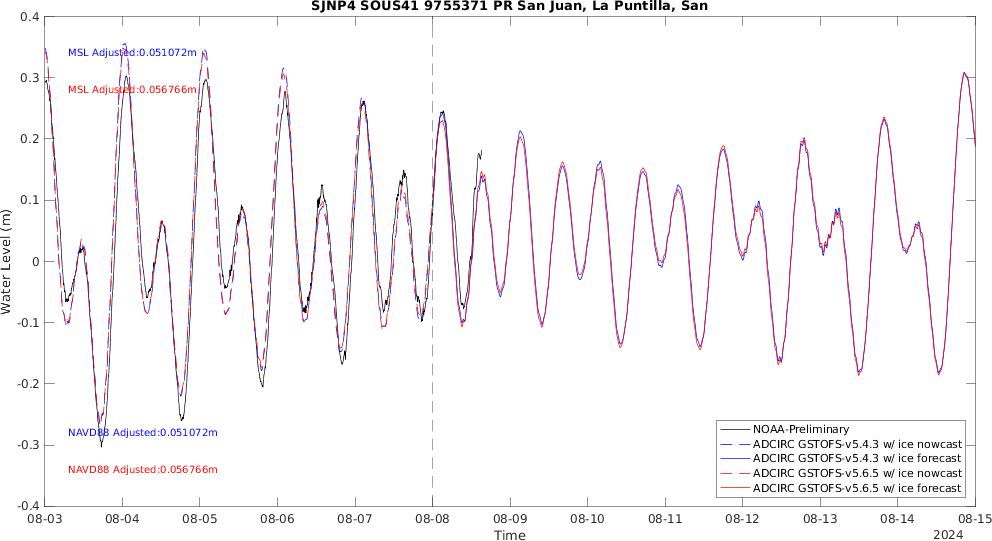 SJNP4 SOUS41 9755371 PR San Juan, La Puntilla, San
MSL Adjusted:0.051072m
MSL Adjusted:0.056766m
NAVD88 Adjusted:0.051072m
NAVD88 Adjusted:0.056766m
Water Level (m)
0.4
0.3
0.2
0.1
0
-0.1
-0.2
-0.3
-0.4
NOAA-Preliminary
ADCIRC GSTOFS-v5.4.3 w/ ice nowcast
ADCIRC GSTOFS-v5.4.3 w/ ice forecast
ADCIRC GSTOFS-v5.6.5 w/ ice nowcast
ADCIRC GSTOFS-v5.6.5 w/ ice forecast
08-03 08-04 08-05 08-06 08-07 08-08 08-09 08-10 08-11 08-12 08-13 08-14 08-15
Time
2024